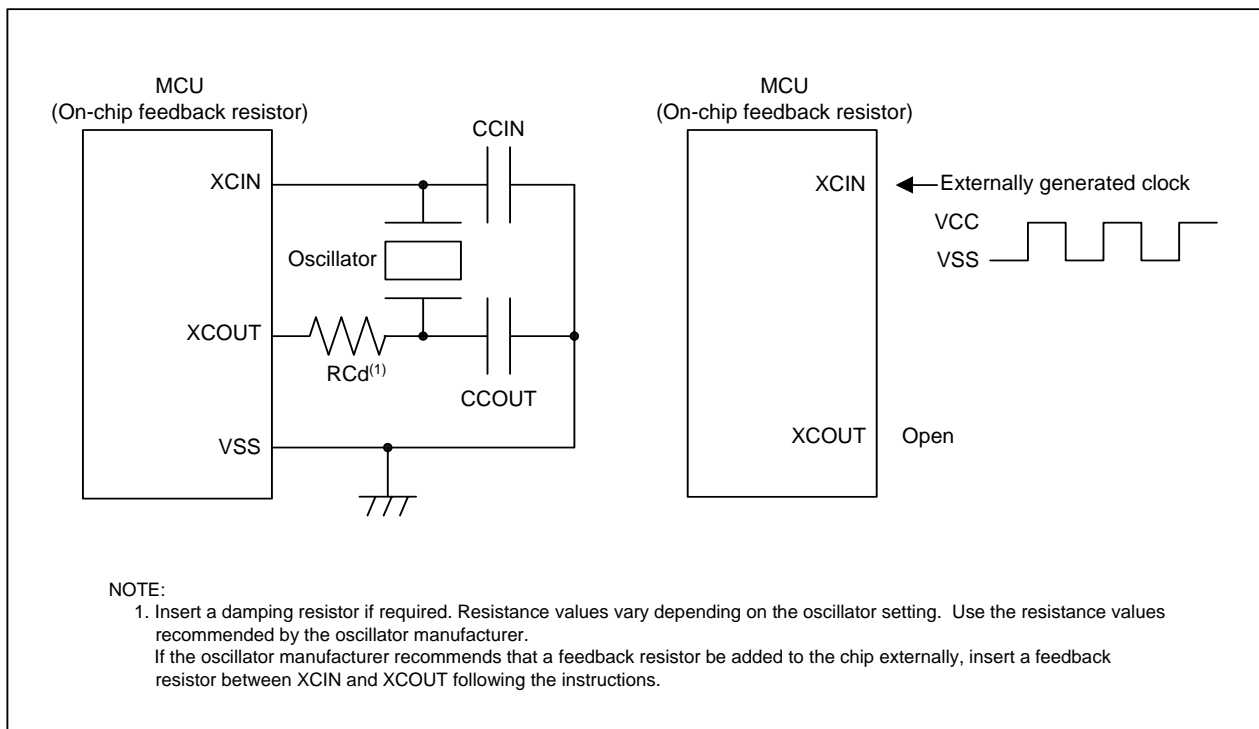 MCU
(On-chip feedback resistor)
CCIN
XCIN
Oscillator
XCOUT
RCd(1)
CCOUT
VSS
MCU
(On-chip feedback resistor)
XCIN
Externally generated clock
VCC
VSS
XCOUT
Open
NOTE:
1. Insert a damping resistor if required. Resistance values vary depending on the oscillator setting. Use the resistance values
recommended by the oscillator manufacturer.
If the oscillator manufacturer recommends that a feedback resistor be added to the chip externally, insert a feedback
resistor between XCIN and XCOUT following the instructions.